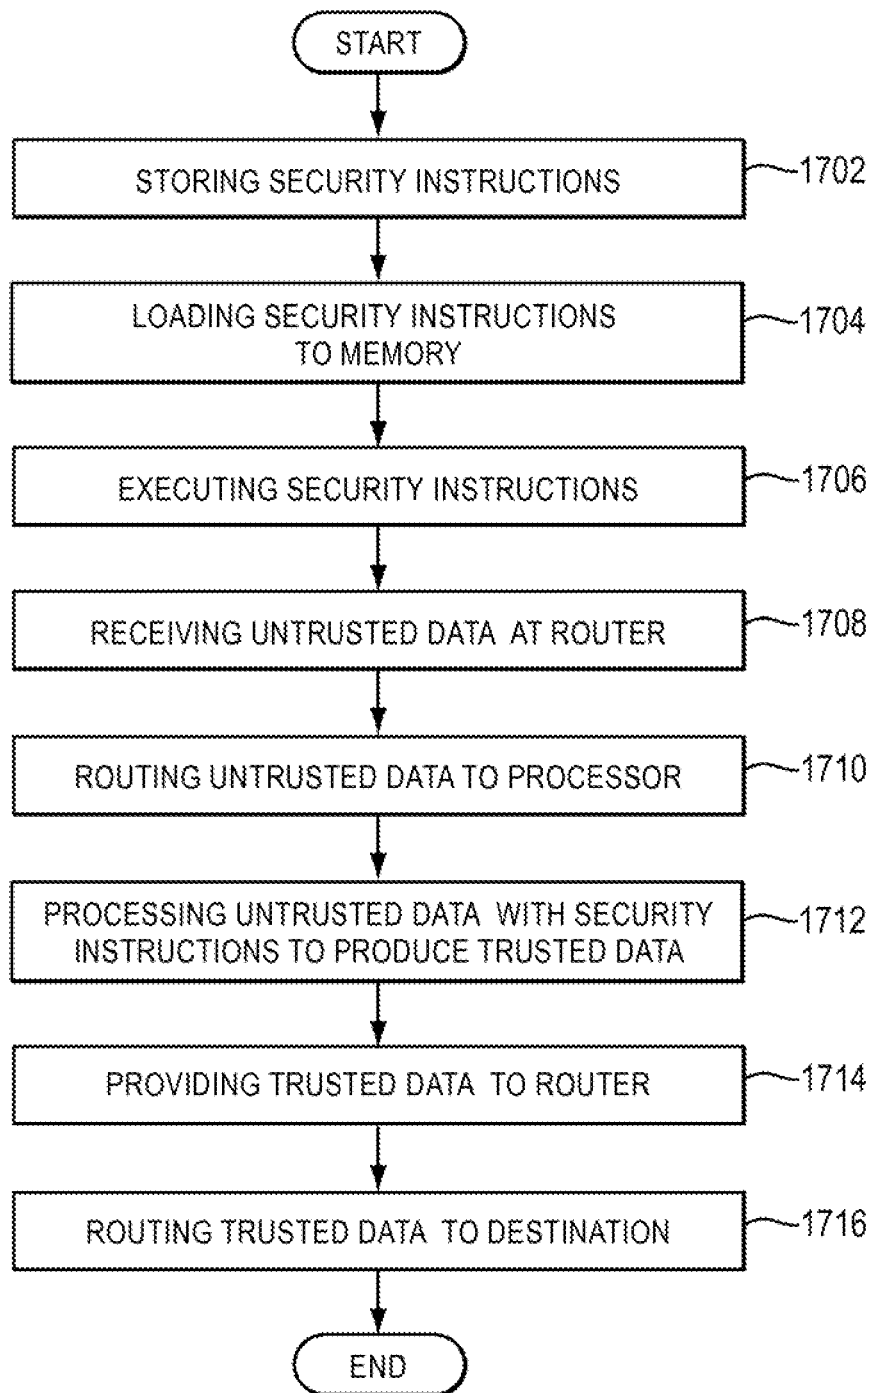 START
STORING SECURITY INSTRUCTIONS
1702
LOADING SECURITY INSTRUCTIONS
TO MEMORY
1704
EXECUTING SECURITY INSTRUCTIONS
1706
RECEIVING UNTRUSTED DATA AT ROUTER
1708
ROUTING UNTRUSTED DATA TO PROCESSOR
1710
PROCESSING UNTRUSTED DATA WITH SECURITY
INSTRUCTIONS TO PRODUCE TRUSTED DATA
1712
PROVIDING TRUSTED DATA TO ROUTER
1714
ROUTING TRUSTED DATA TO DESTINATION
1716
END